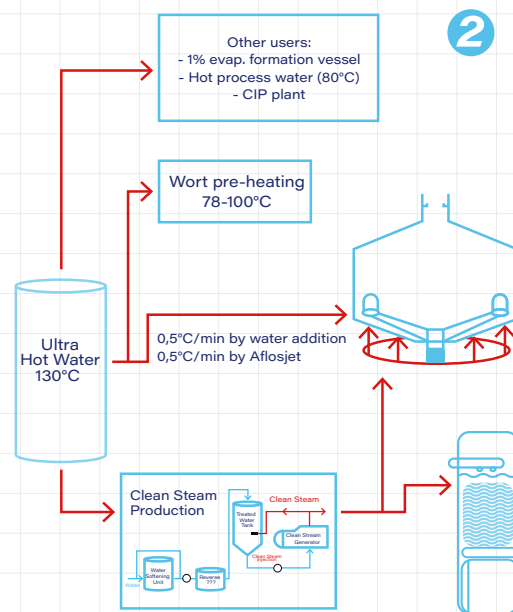 2
Other users:
- 1% evap. formation vessel
- Hot process water (80°C)
- CIP plant
Wort pre-heating
78-100°C
Ultra
Hot Water
130°C
0,5°C/min by water addition
0,5°C/min by Aflosjet
Clean Steam
Production
Clean Steam
Treated
Water
Tank
Clean Stream
Generator
Clean Steam
Injection
Water
Water
Softening
Unit
Reverse
???